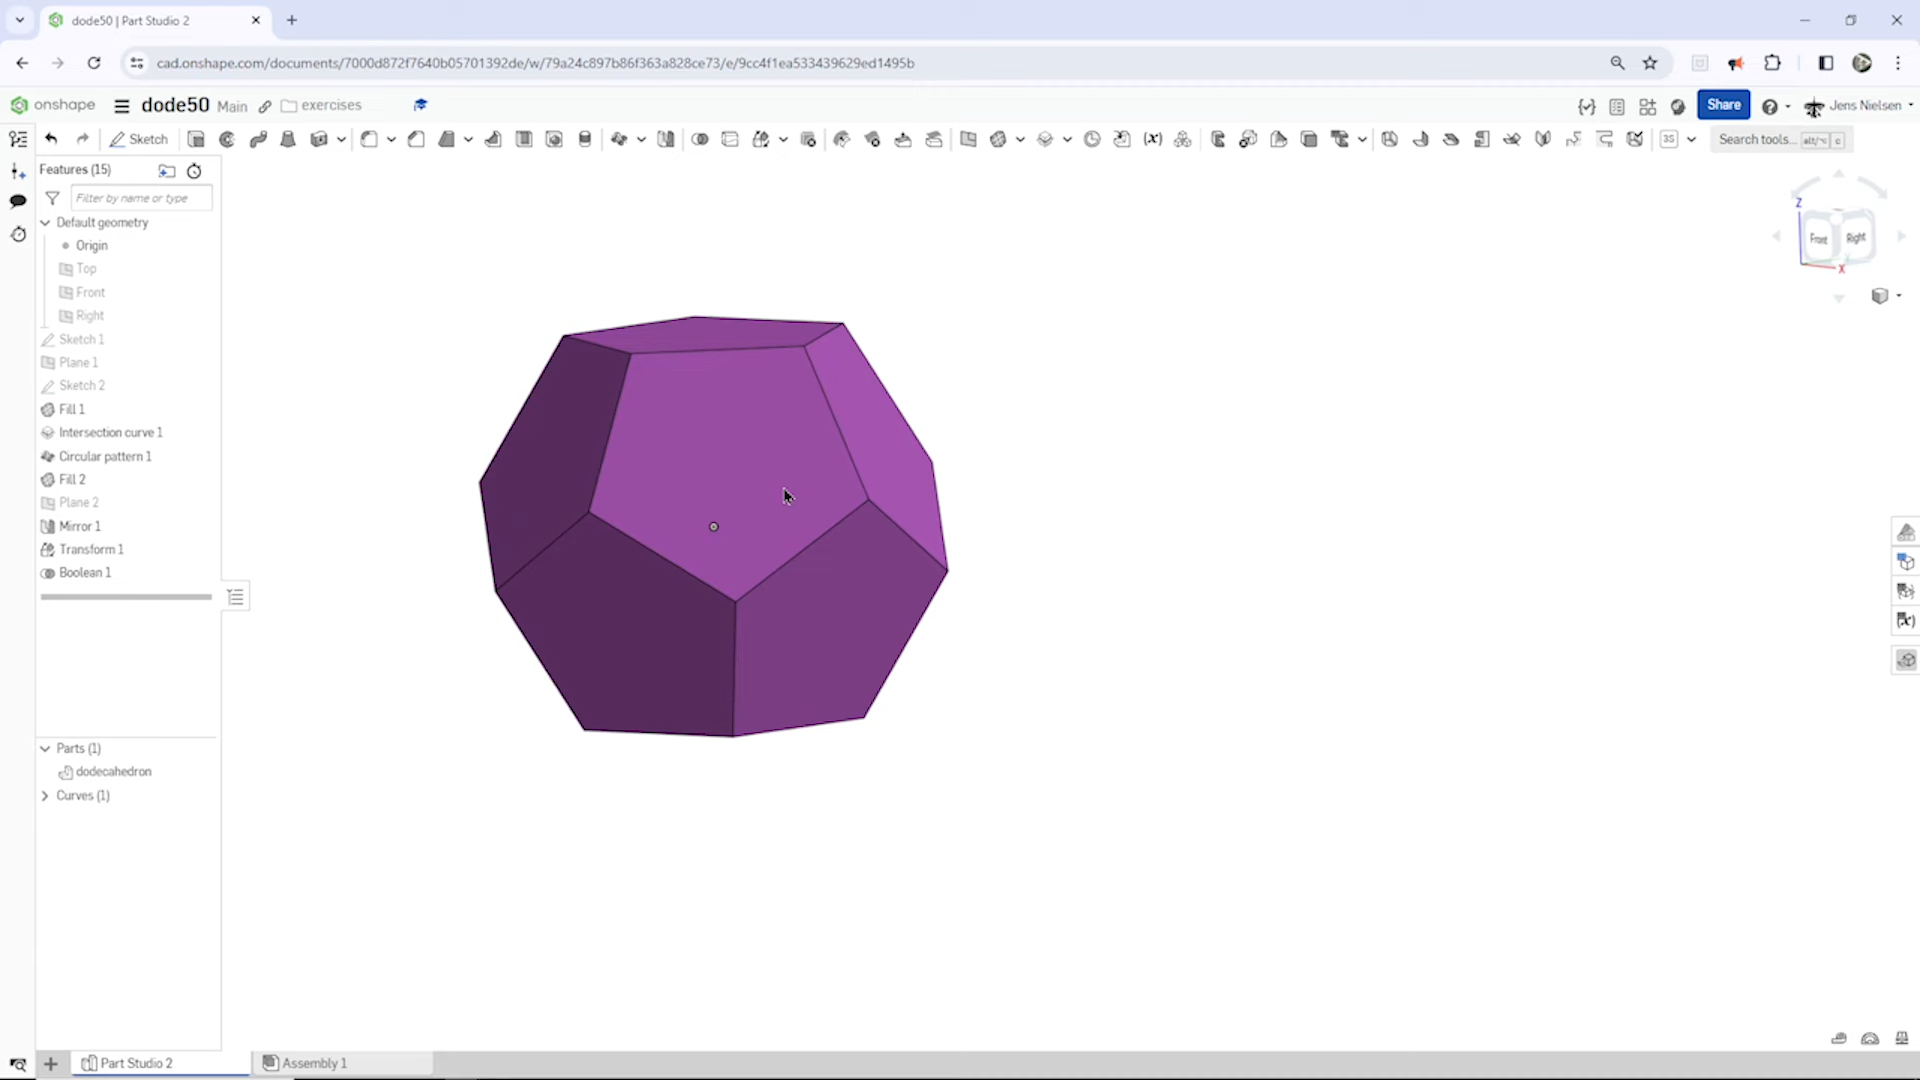 dode50 | Part Studio 2
cad.onshape.com/documents/7000d872f7640b05701392de/w/79a24c897b86f363a828ce73/e/9cc4f1ea533439629ed1495b
onshape dode50 Main exercises Share Jens Nielsen
Sketch 3S Search tools... alt/⌥ c
Features (15)
Filter by name or type
Default geometry
Origin
Top
Front
Right
Sketch 1
Plane 1
Sketch 2
Fill 1
Intersection curve 1
Circular pattern 1
Fill 2
Plane 2
Mirror 1
Transform 1
Boolean 1
Parts (1)
dodecahedron
Curves (1)
Z
Front Right
X
(x)
Part Studio 2 Assembly 1